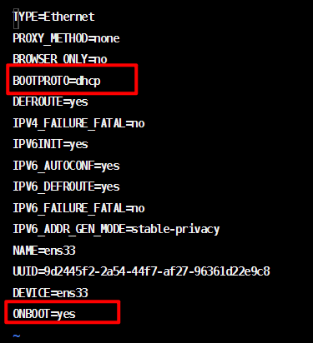 TYPE=Ethernet
PROXY_METHOD=none
BROWSER_ONLY=no
BOOTPROTO=dhcp
DEFROUTE=yes
IPV4_FAILURE_FATAL=no
IPV6INIT=yes
IPV6_AUTOCONF=yes
IPV6_DEFROUTE=yes
IPV6_FAILURE_FATAL=no
IPV6_ADDR_GEN_MODE=stable-privacy
NAME=ens33
UUID=9d2445f2-2a54-44f7-af27-96361d22e9c8
DEVICE=ens33
ONBOOT=yes
~